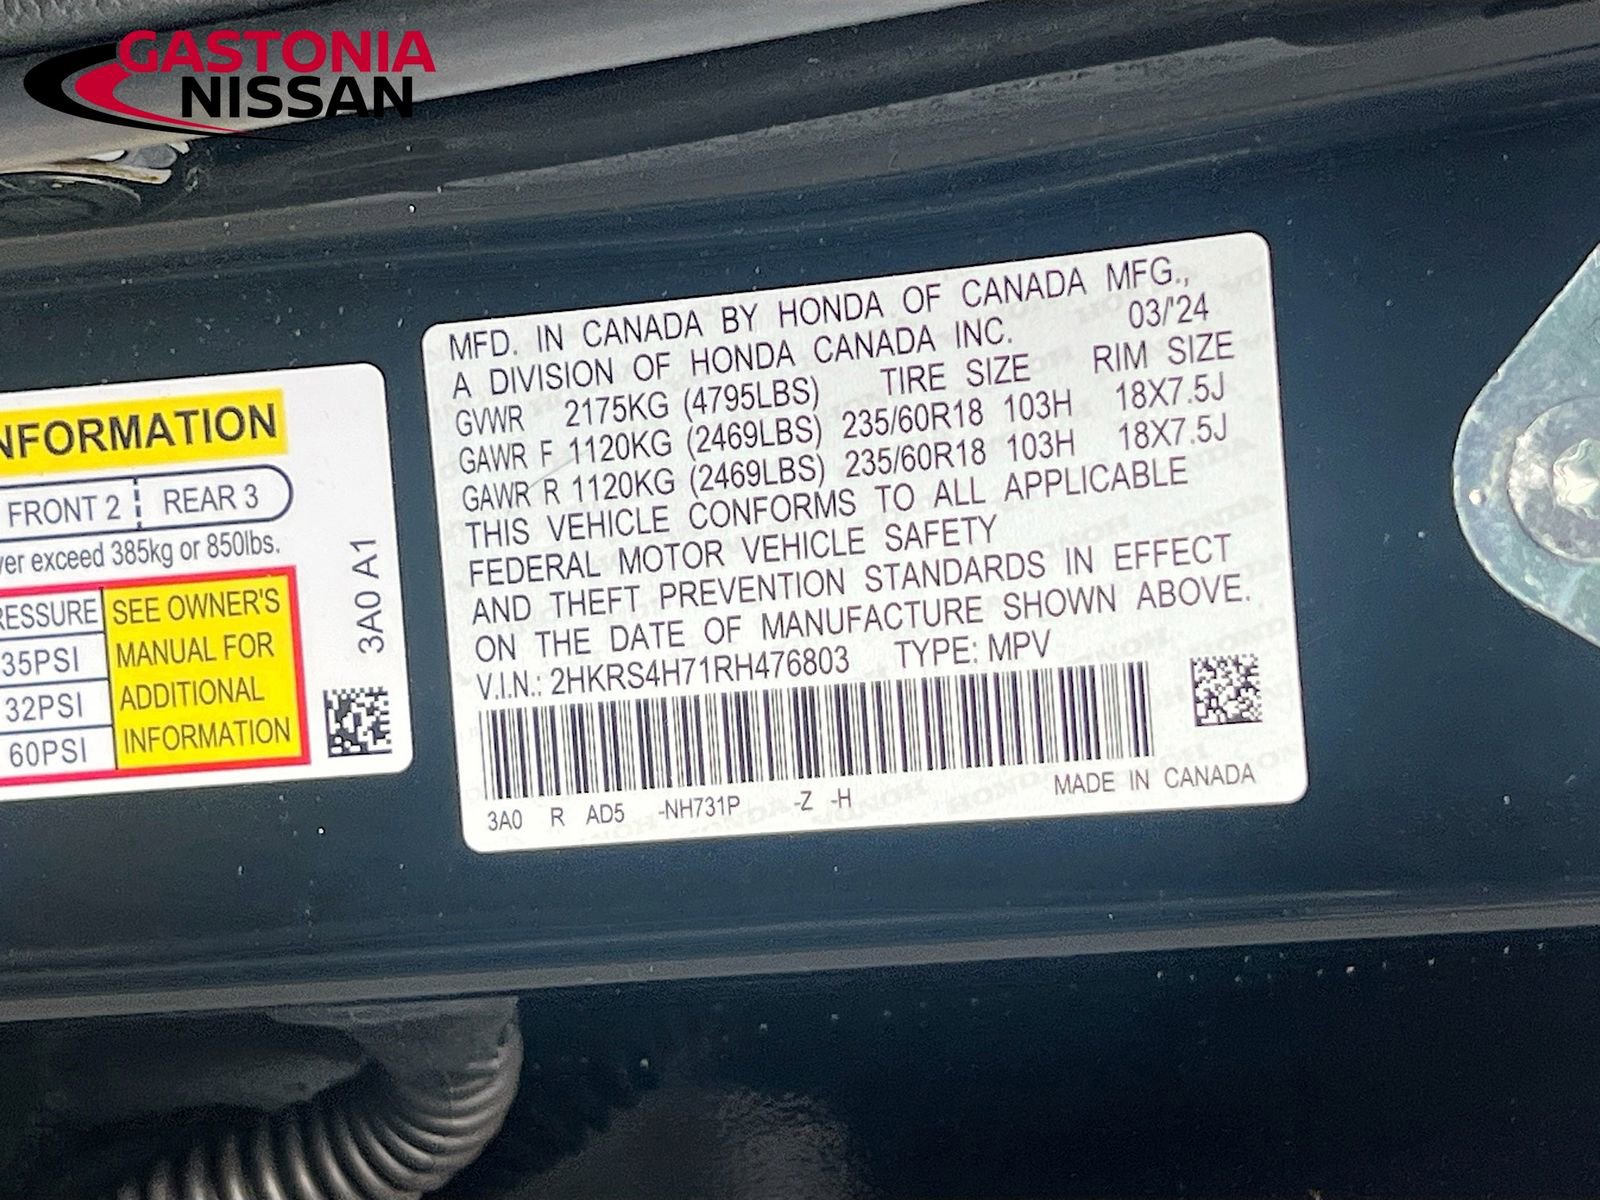 GASTONIA
NISSAN
NFORMATION
FRONT 2 REAR 3
ver exceed 385kg or 850lbs.
RESSURE
35PSI
32PSI
60PSI
SEE OWNER'S
MANUAL FOR
ADDITIONAL
INFORMATION
3A0 A1
MFD. IN CANADA BY HONDA OF CANADA MFG.,
A DIVISION OF HONDA CANADA INC. 03/'24
GVWR 2175KG (4795LBS) TIRE SIZE RIM SIZE
GAWR F 1120KG (2469LBS) 235/60R18 103H 18X7.5J
GAWR R 1120KG (2469LBS) 235/60R18 103H 18X7.5J
THIS VEHICLE CONFORMS TO ALL APPLICABLE
FEDERAL MOTOR VEHICLE SAFETY
AND THEFT PREVENTION STANDARDS IN EFFECT
ON THE DATE OF MANUFACTURE SHOWN ABOVE.
V.I.N.: 2HKRS4H71RH476803 TYPE: MPV
3A0 R AD5 -NH731P -Z -H MADE IN CANADA